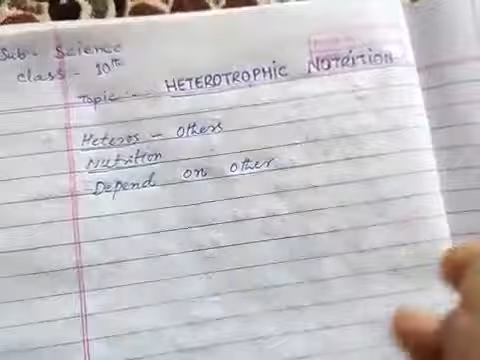 Sub - Science
Class - 10th
Topic :- HETEROTROPHIC NUTRITION
Heteros - Others
Nutrition
Depend on other